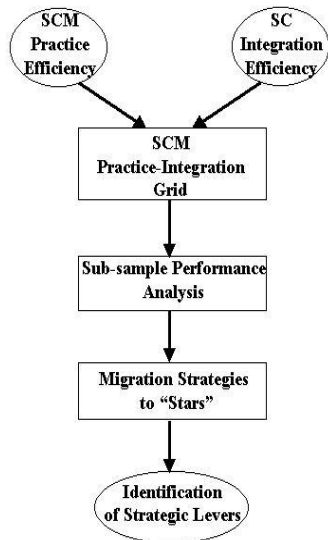 SCM
Practice
Efficiency
SC
Integration
Efficiency
SCM
Practice-Integration
Grid
Sub-sample Performance
Analysis
Migration Strategies
to “Stars”
Identification
of Strategic Levers